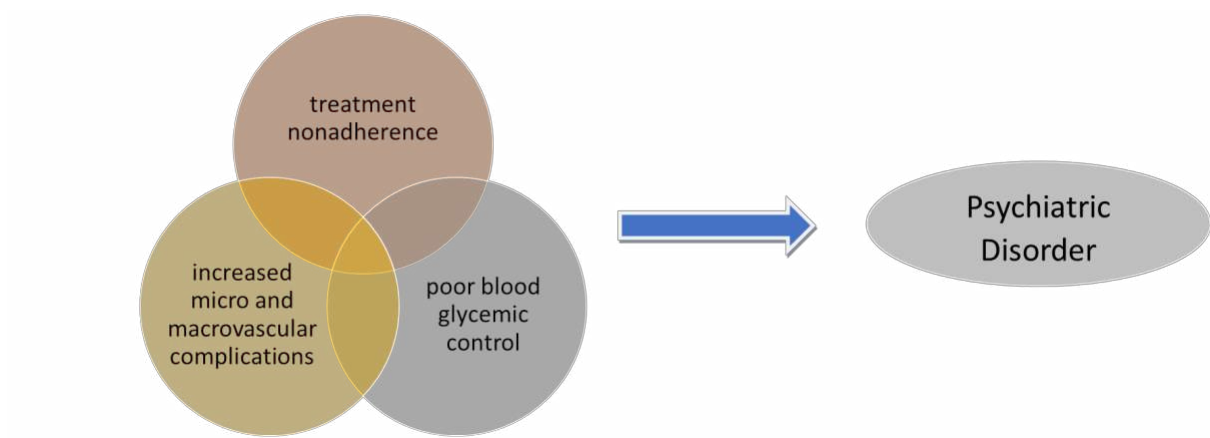 treatment
nonadherence
increased
micro and
macrovascular
complications
poor blood
glycemic
control
Psychiatric
Disorder